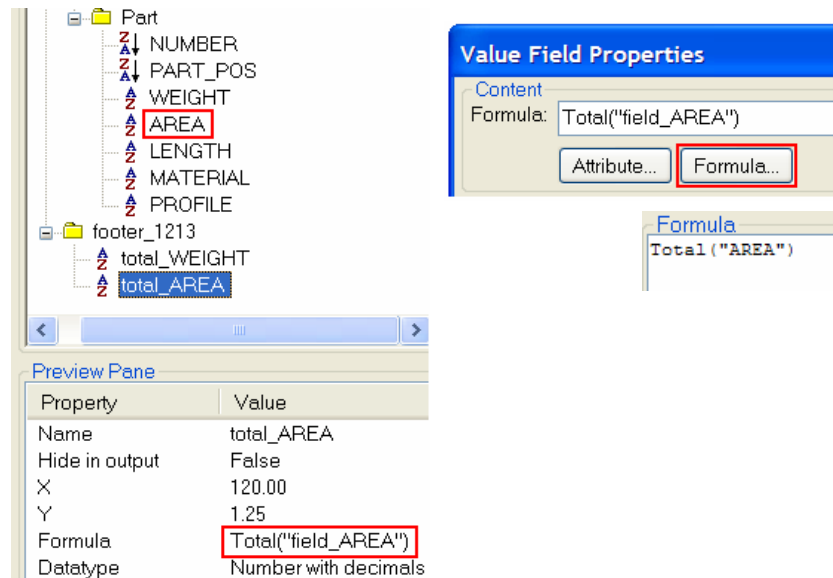 Part
NUMBER
PART_POS
WEIGHT
AREA
LENGTH
MATERIAL
PROFILE
footer_1213
total_WEIGHT
total_AREA
Preview Pane
Property Value
Name total_AREA
Hide in output False
X 120.00
Y 1.25
Formula Total("field_AREA")
Datatype Number with decimals
Value Field Properties
Content
Formula: Total("field_AREA")
Attribute... Formula...
Formula
Total("AREA")